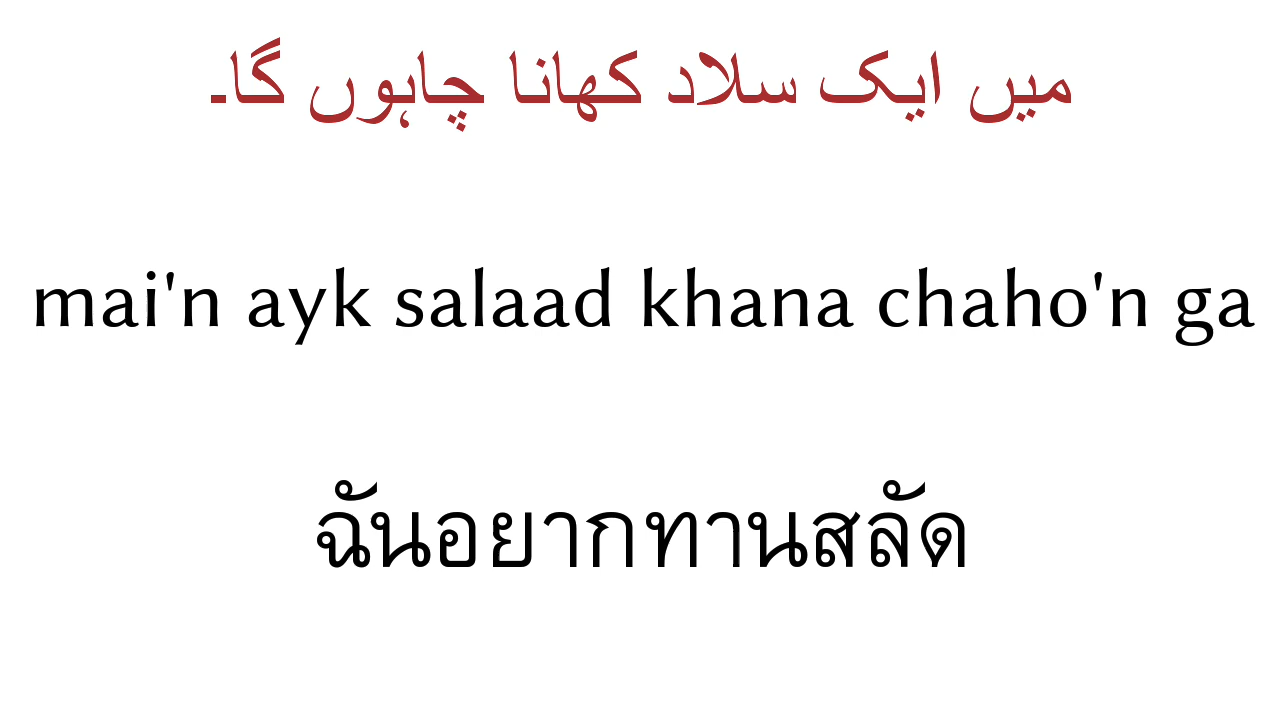 میں ایک سلاد کھانا چاہوں گا۔
mai'n ayk salaad khana chaho'n ga
ฉันอยากทานสลัด